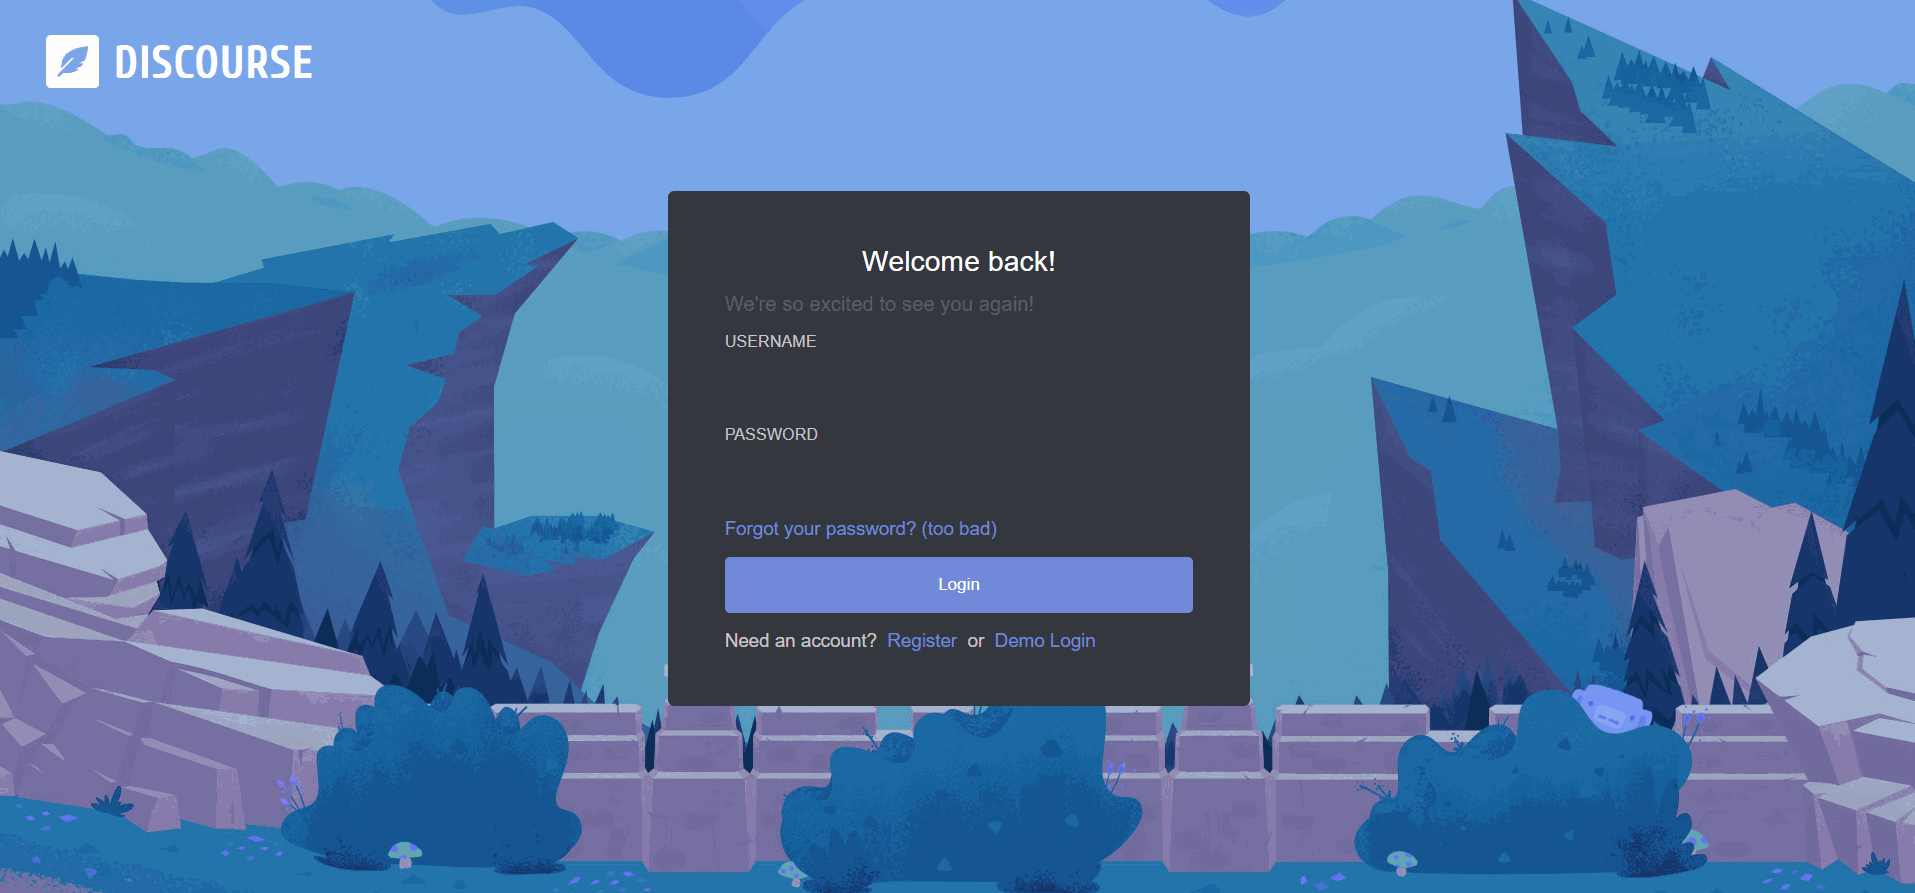 DISCOURSE
Welcome back!
We're so excited to see you again!
USERNAME
PASSWORD
Forgot your password? (too bad)
Login
Need an account? Register or Demo Login